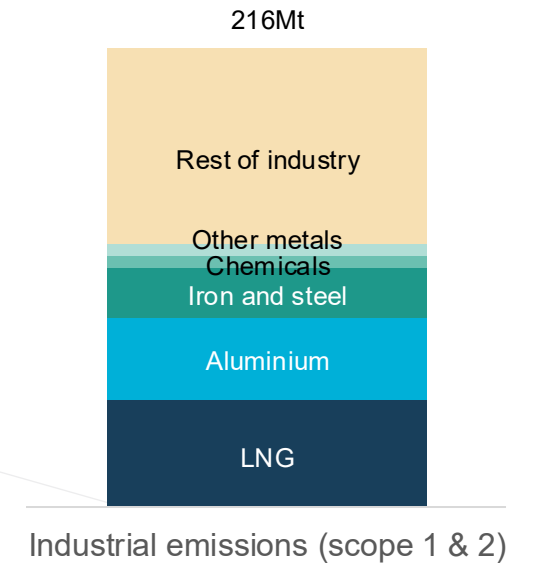 216Mt
Rest of industry
Other metals
Chemicals
Iron and steel
Aluminium
LNG
Industrial emissions (scope 1 & 2)